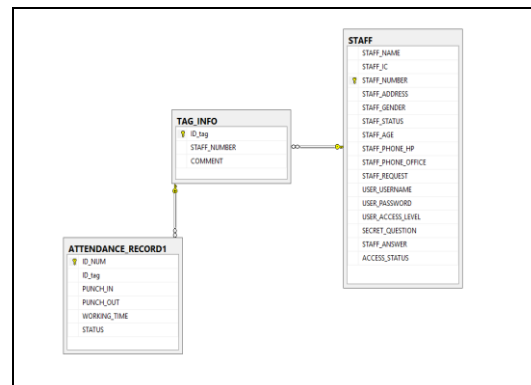 STAFF
STAFF_NAME
STAFF_IC
STAFF_NUMBER
STAFF_ADDRESS
STAFF_GENDER
STAFF_STATUS
STAFF_AGE
STAFF_PHONE_HP
STAFF_PHONE_OFFICE
STAFF_REQUEST
USER_USERNAME
USER_PASSWORD
USER_ACCESS_LEVEL
SECRET_QUESTION
STAFF_ANSWER
ACCESS_STATUS
TAG_INFO
ID_tag
STAFF_NUMBER
COMMENT
ATTENDANCE_RECORD1
ID_NUM
ID_tag
PUNCH_IN
PUNCH_OUT
WORKING_TIME
STATUS